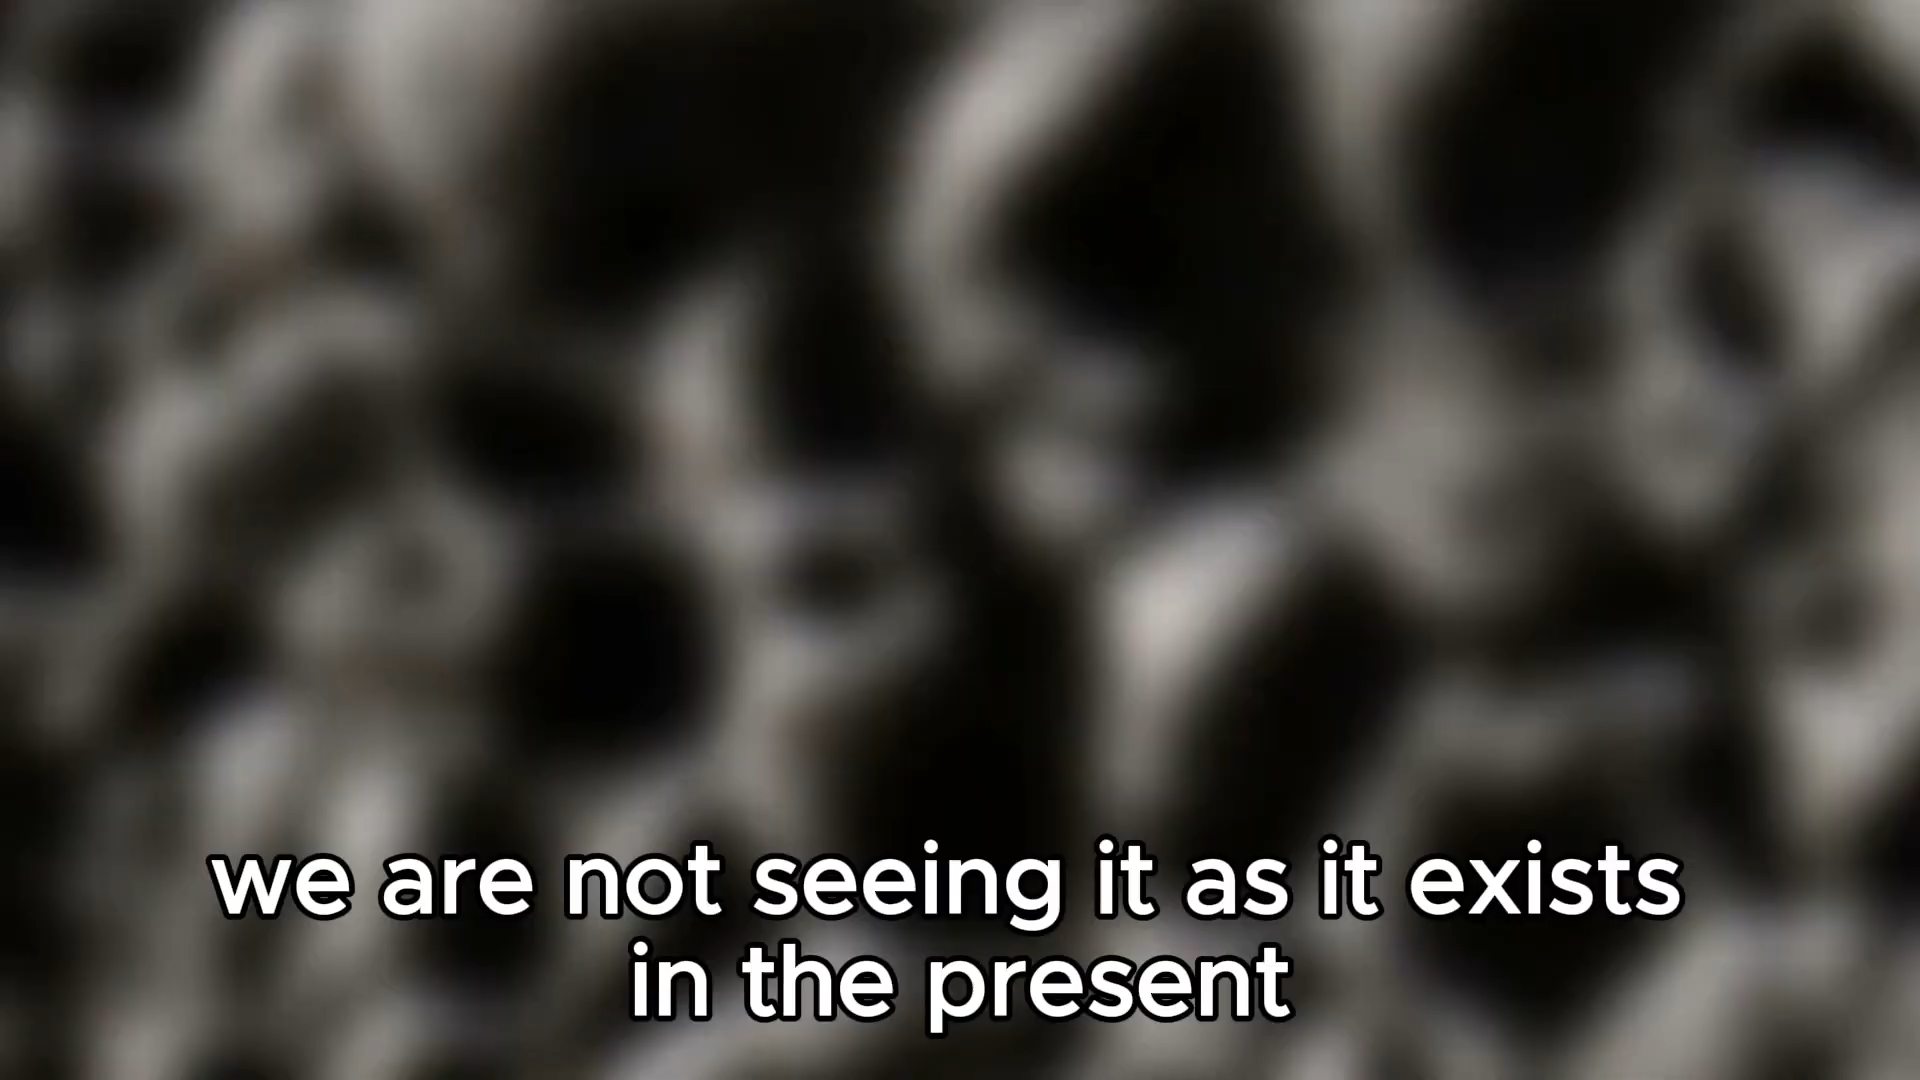 we are not seeing it as it exists
in the present